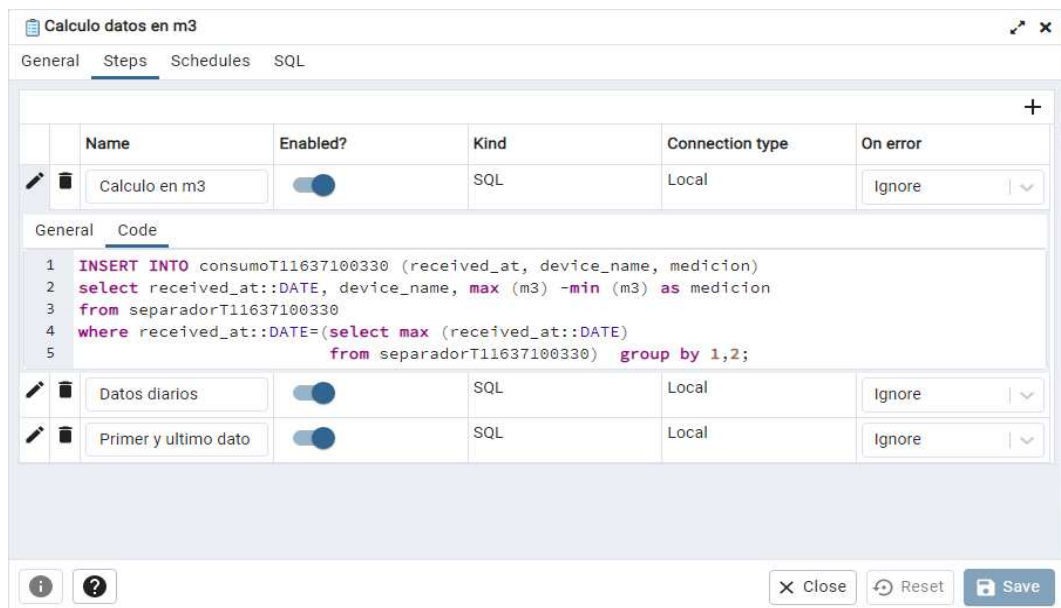 Calculo datos en m3
General Steps Schedules SQL
Name Enabled? Kind Connection type On error
Calculo en m3 SQL Local Ignore
General Code
1 INSERT INTO consumoT11637100330 (received_at, device_name, medicion)
2 select received_at::DATE, device_name, max (m3) -min (m3) as medicion
3 from separadorT11637100330
4 where received_at::DATE=(select max (received_at::DATE)
5 from separadorT11637100330) group by 1,2;
Datos diarios SQL Local Ignore
Primer y ultimo dato SQL Local Ignore
Close Reset Save